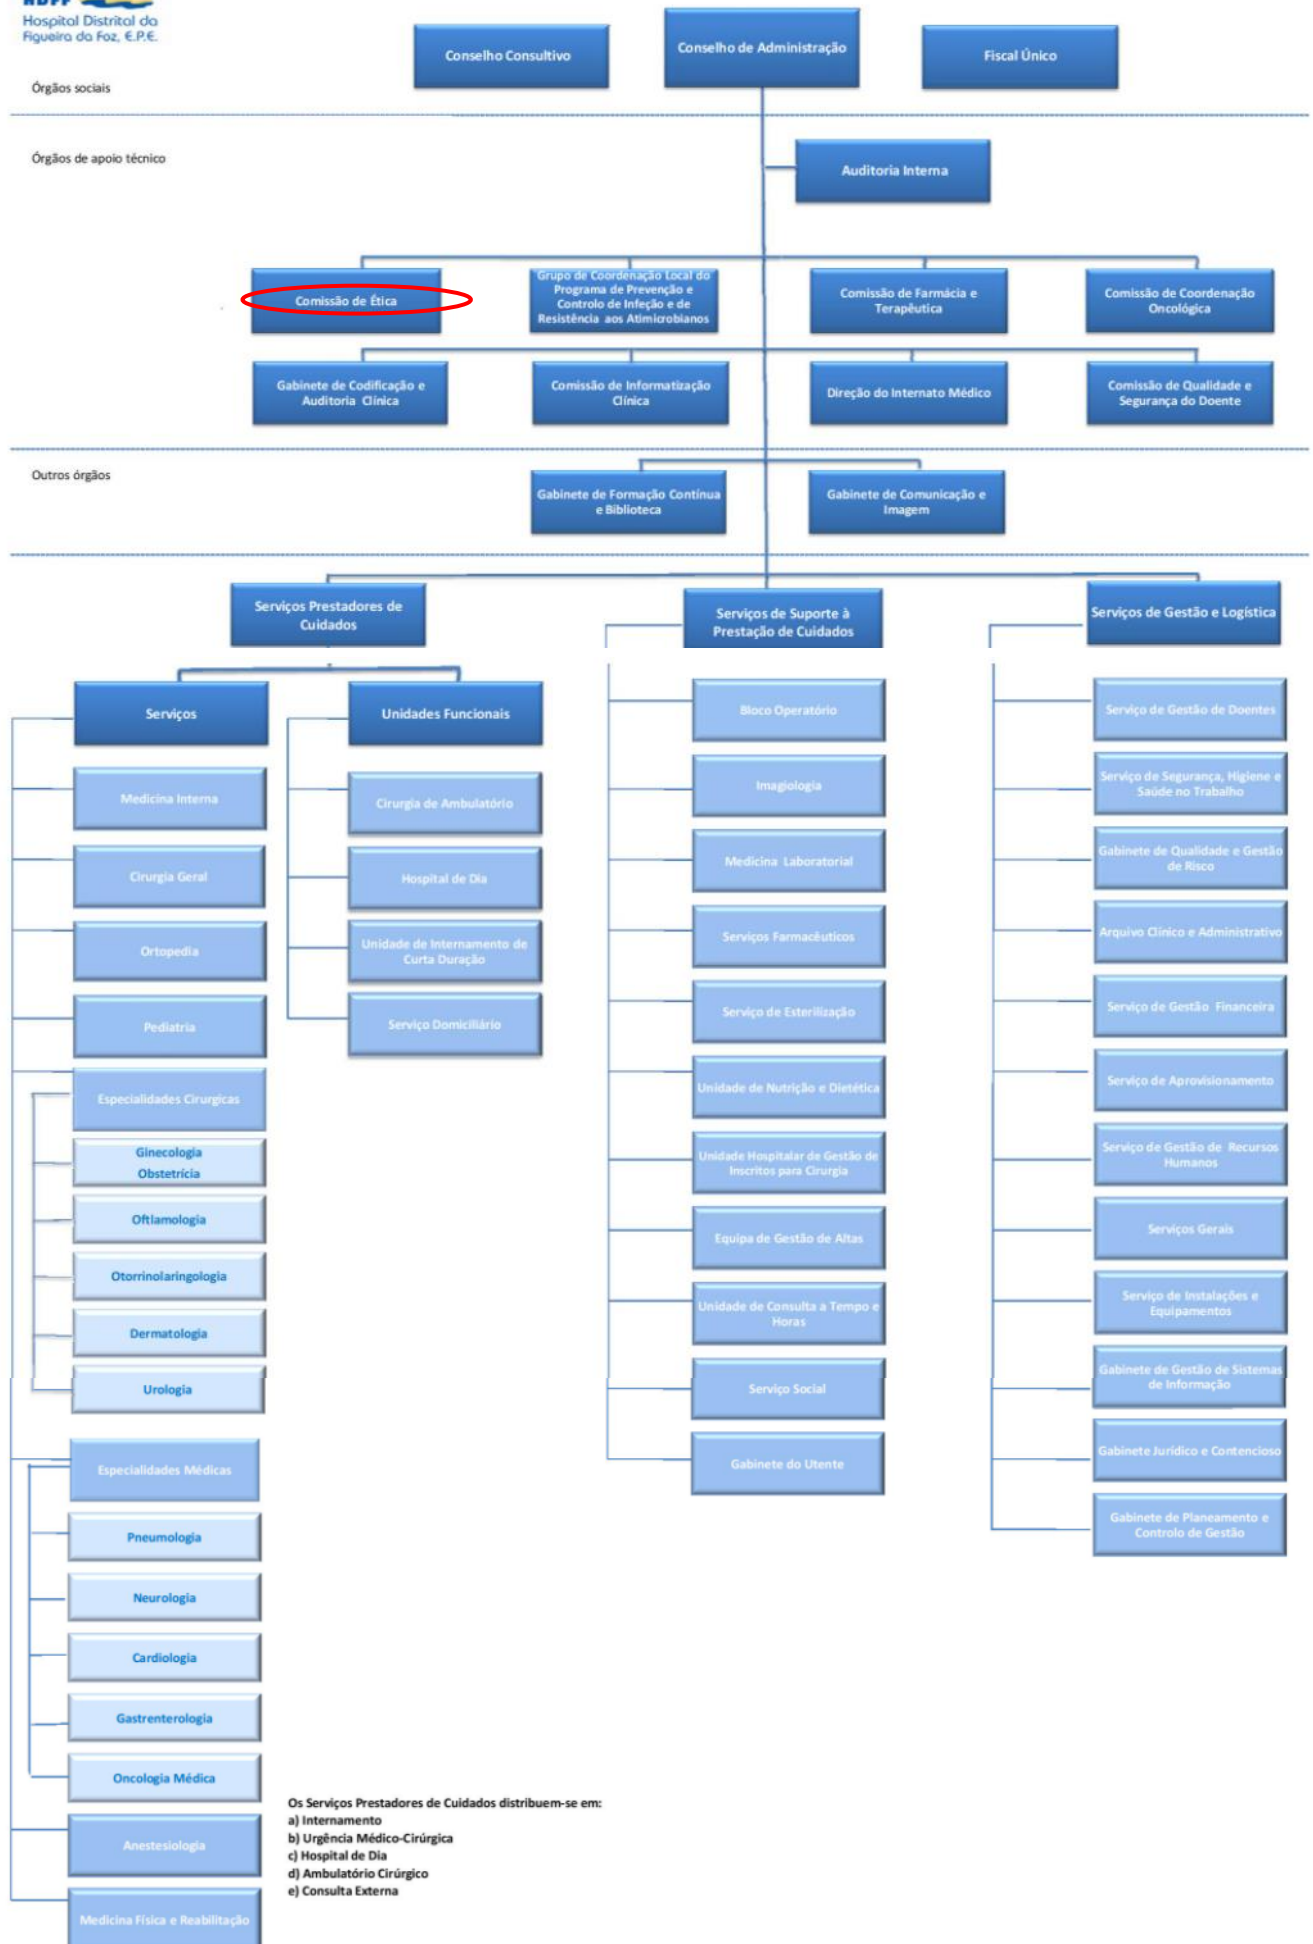 Hospital Distrital da
Figueira da Foz, E.P.E.
Conselho Consultivo
Conselho de Administração
Fiscal Único
Órgãos sociais
Órgãos de apoio técnico
Auditoria Interna
Comissão de Ética
Grupo de Coordenação Local do
Programa de Prevenção e
Controlo de Infeção e de
Resistência aos Atimicrobianos
Comissão de Farmácia e
Terapêutica
Comissão de Coordenação
Oncológica
Gabinete de Codificação e
Auditoria Clínica
Comissão de Informatização
Clínica
Direção do Internato Médico
Comissão de Qualidade e
Segurança do Doente
Outros órgãos
Gabinete de Formação Contínua
e Biblioteca
Gabinete de Comunicação e
Imagem
Serviços Prestadores de
Cuidados
Serviços de Suporte à
Prestação de Cuidados
Serviços de Gestão e Logística
Serviços
Medicina Interna
Cirurgia Geral
Ortopedia
Pediatria
Especialidades Cirurgicas
Ginecologia
Obstetrícia
Oftlamologia
Otorrinolaringologia
Dermatologia
Urologia
Especialidades Médicas
Pneumologia
Neurologia
Cardiologia
Gastrenterologia
Oncologia Médica
Anestesiologia
Medicina Física e Reabilitação
Unidades Funcionais
Cirurgia de Ambulatório
Hospital de Dia
Unidade de Internamento de
Curta Duração
Serviço Domiciliário
Bloco Operatório
Imagiologia
Medicina Laboratorial
Serviços Farmacêuticos
Serviço de Esterilização
Unidade de Nutrição e Dietética
Unidade Hospitalar de Gestão de
Inscritos para Cirurgia
Equipa de Gestão de Altas
Unidade de Consulta a Tempo e
Horas
Serviço Social
Gabinete do Utente
Serviço de Gestão de Doentes
Serviço de Segurança, Higiene e
Saúde no Trabalho
Gabinete de Qualidade e Gestão
de Risco
Arquivo Clínico e Administrativo
Serviço de Gestão Financeira
Serviço de Aprovisionamento
Serviço de Gestão de Recursos
Humanos
Serviços Gerais
Serviço de Instalações e
Equipamentos
Gabinete de Gestão de Sistemas
de Informação
Gabinete Jurídico e Contencioso
Gabinete de Planeamento e
Controlo de Gestão
Os Serviços Prestadores de Cuidados distribuem-se em:
a) Internamento
b) Urgência Médico-Cirúrgica
c) Hospital de Dia
d) Ambulatório Cirúrgico
e) Consulta Externa